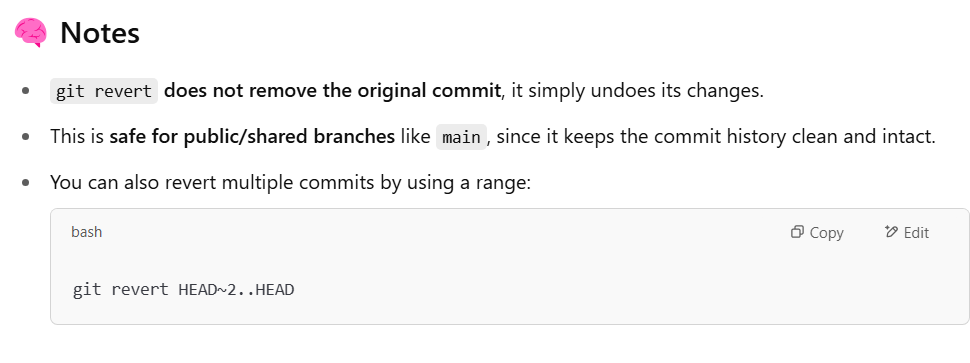 Notes
git revert does not remove the original commit, it simply undoes its changes.
This is safe for public/shared branches like main, since it keeps the commit history clean and intact.
You can also revert multiple commits by using a range:
bash
Copy
Edit
git revert HEAD~2..HEAD